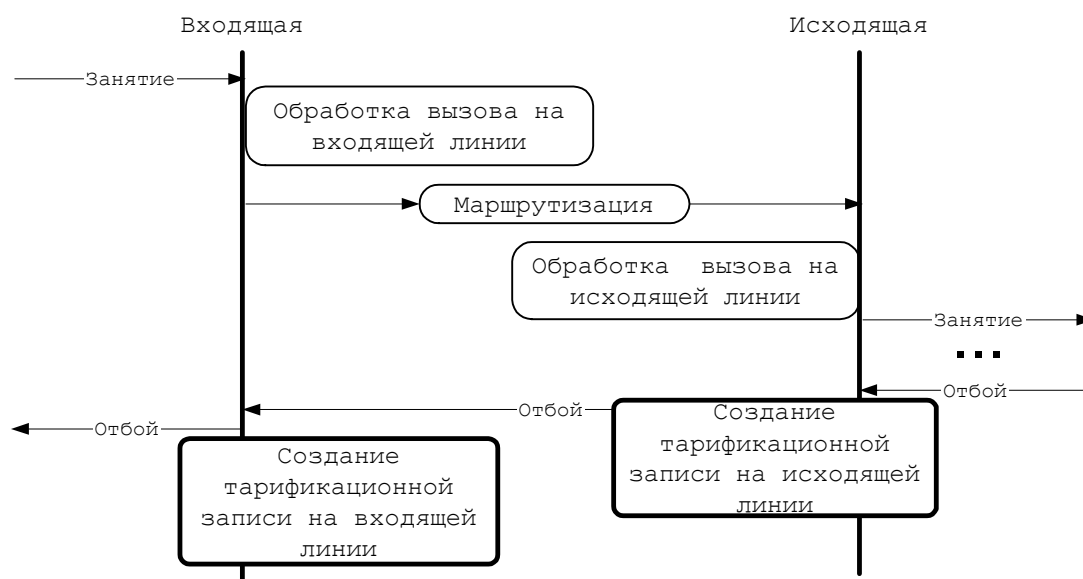 Входящая
Исходящая
Занятие
Обработка вызова на
входящей линии
Маршрутизация
Обработка вызова на
исходящей линии
Занятие
...
Отбой
Отбой
Отбой
Создание
тарификационной
записи на исходящей
линии
Создание
тарификационной
записи на входящей
линии